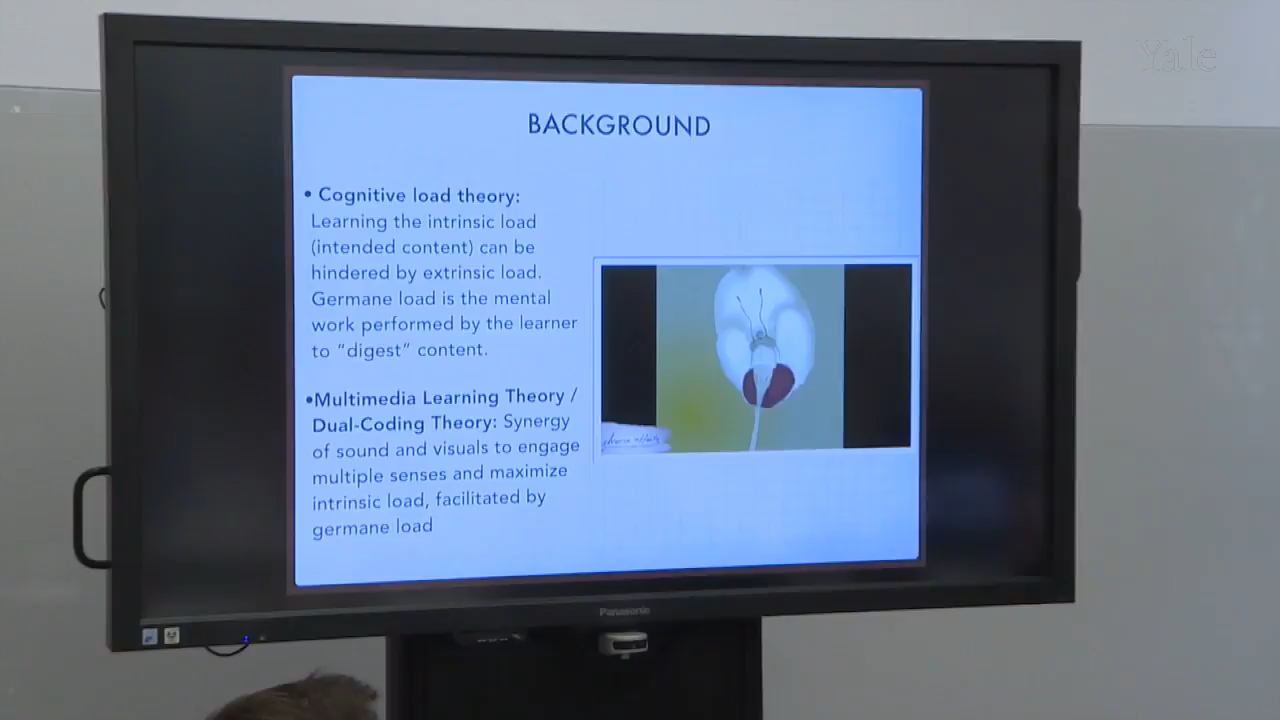 Yale
BACKGROUND
• Cognitive load theory:
Learning the intrinsic load
(intended content) can be
hindered by extrinsic load.
Germane load is the mental
work performed by the learner
to “digest” content.
•Multimedia Learning Theory /
Dual-Coding Theory: Synergy
of sound and visuals to engage
multiple senses and maximize
intrinsic load, facilitated by
germane load
Panasonic